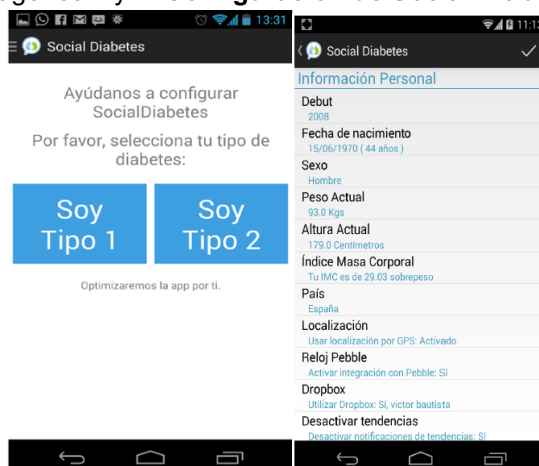 13:31
Social Diabetes
Ayúdanos a configurar
SocialDiabetes
Por favor, selecciona tu tipo de
diabetes:
Soy
Tipo 1
Soy
Tipo 2
Optimizaremos la app por ti.
11:13
Social Diabetes
Información Personal
Debut
2008
Fecha de nacimiento
15/06/1970 ( 44 años )
Sexo
Hombre
Peso Actual
93.0 Kgs
Altura Actual
179.0 Centímetros
Índice Masa Corporal
Tu IMC es de 29.03 sobrepeso
País
España
Localización
Usar localización por GPS: Activado
Reloj Pebble
Activar integración con Pebble: Sí
Dropbox
Utilizar Dropbox: Sí, victor bautista
Desactivar tendencias
Desactivar notificaciones de tendencias: Sí